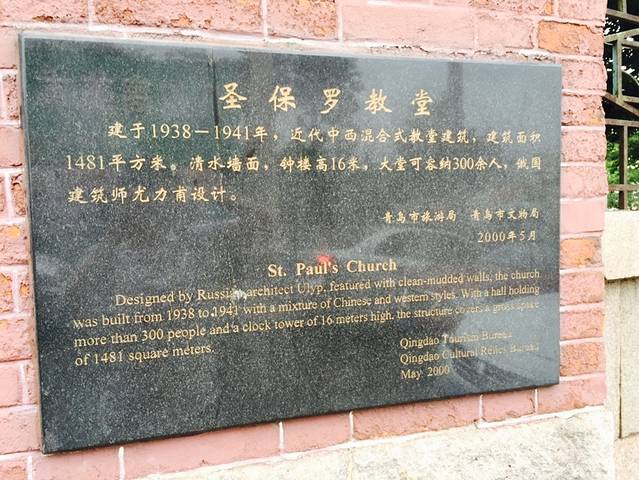 圣保罗教堂
建于1938－1941年，近代中西混合式教堂建筑，建筑面积
1481平方米。清水墙面，钟楼高16米，大堂可容纳300余人，俄国
建筑师尤力甫设计。
青岛市旅游局 青岛市文物局
2000年5月
St. Paul's Church
Designed by Russian architect Ulyp, featured with clean-mudded walls, the church
was built from 1938 to 1941 with a mixture of Chinese and western styles. With a hall holding
more than 300 people and a clock tower of 16 meters high, the structure covers a gross space
of 1481 square meters.
Qingdao Tourism Bureau
Qingdao Cultural Relics Bureau
May. 2000